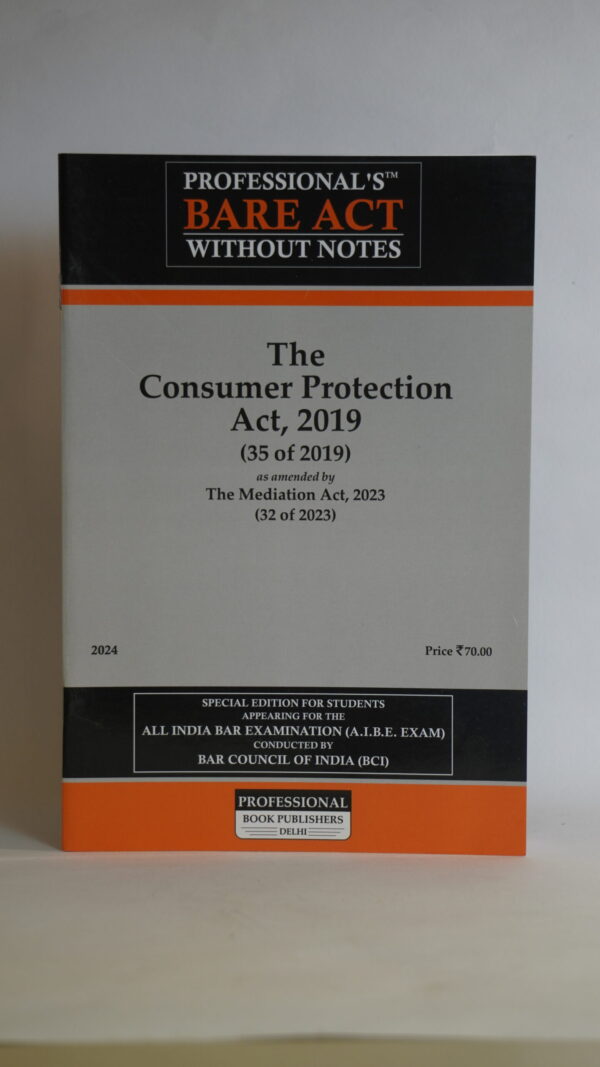 PROFESSIONAL'S™
BARE ACT
WITHOUT NOTES
The
Consumer Protection
Act, 2019
(35 of 2019)
as amended by
The Mediation Act, 2023
(32 of 2023)
2024
Price ₹70.00
SPECIAL EDITION FOR STUDENTS
APPEARING FOR THE
ALL INDIA BAR EXAMINATION (A.I.B.E. EXAM)
CONDUCTED BY
BAR COUNCIL OF INDIA (BCI)
PROFESSIONAL
BOOK PUBLISHERS
DELHI